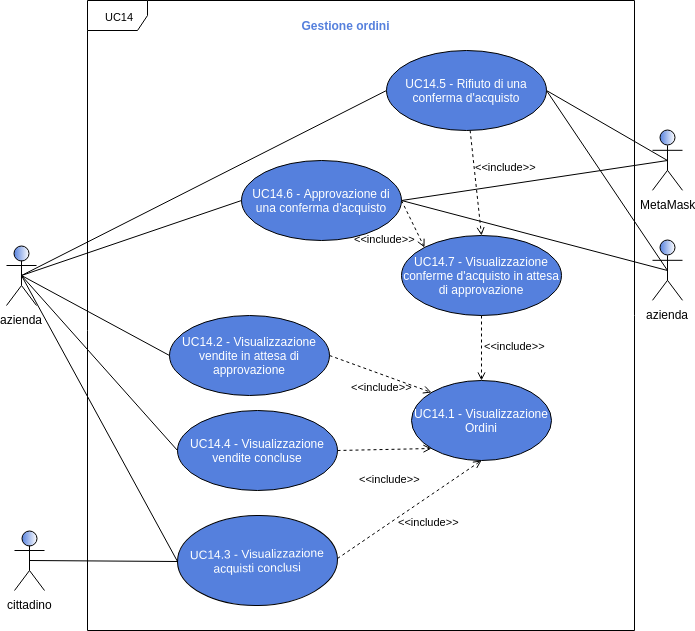 UC14
Gestione ordini
UC14.5 - Rifiuto di una
conferma d'acquisto
<<include>>
MetaMask
UC14.6 - Approvazione di
una conferma d'acquisto
<<include>>
UC14.7 - Visualizzazione
conferme d'acquisto in attesa
di approvazione
azienda
azienda
UC14.2 - Visualizzazione
vendite in attesa di
approvazione
<<include>>
<<include>>
UC14.1 - Visualizzazione
Ordini
UC14.4 - Visualizzazione
vendite concluse
<<include>>
<<include>>
UC14.3 - Visualizzazione
acquisti conclusi
cittadino